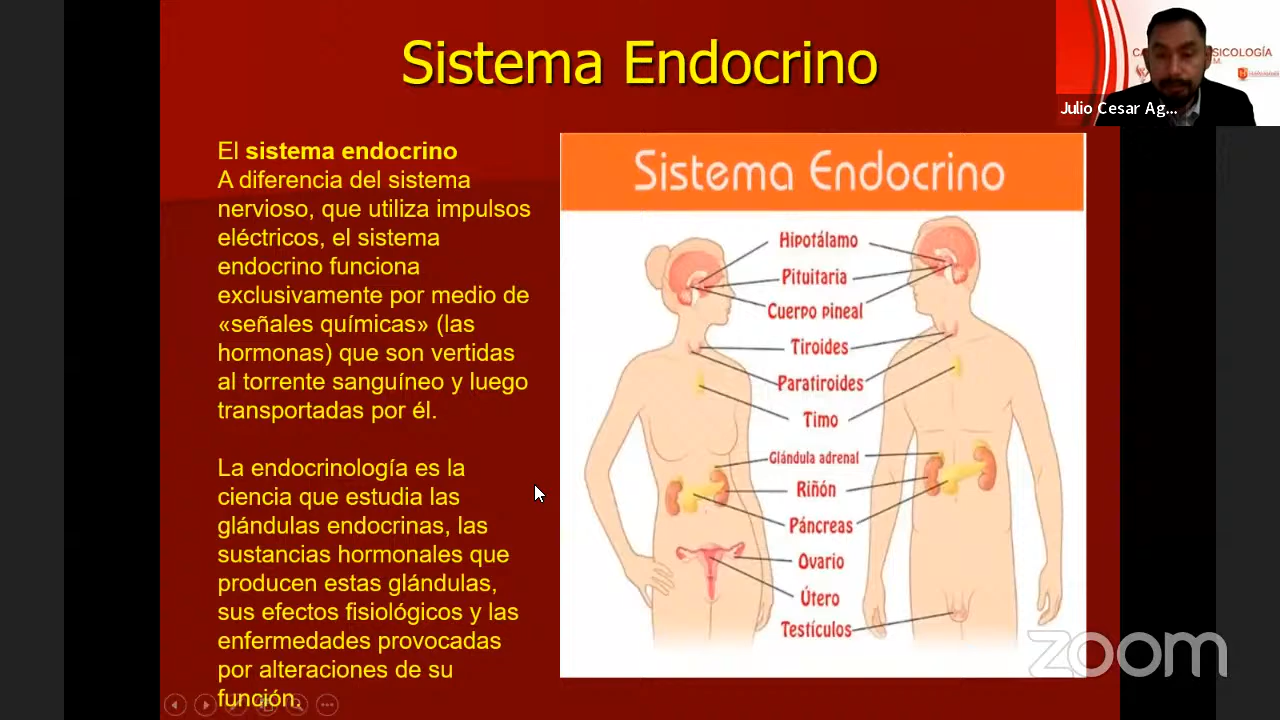 Sistema Endocrino
SICOLOGÍA
M.
Julio Cesar Ag...
El sistema endocrino
A diferencia del sistema
nervioso, que utiliza impulsos
eléctricos, el sistema
endocrino funciona
exclusivamente por medio de
«señales químicas» (las
hormonas) que son vertidas
al torrente sanguíneo y luego
transportadas por él.
La endocrinología es la
ciencia que estudia las
glándulas endocrinas, las
sustancias hormonales que
producen estas glándulas,
sus efectos fisiológicos y las
enfermedades provocadas
por alteraciones de su
función.
Sistema Endocrino
Hipotálamo
Pituitaria
Cuerpo pineal
Tiroides
Paratiroides
Timo
Glándula adrenal
Riñón
Páncreas
Ovario
Útero
Testículos
zoom